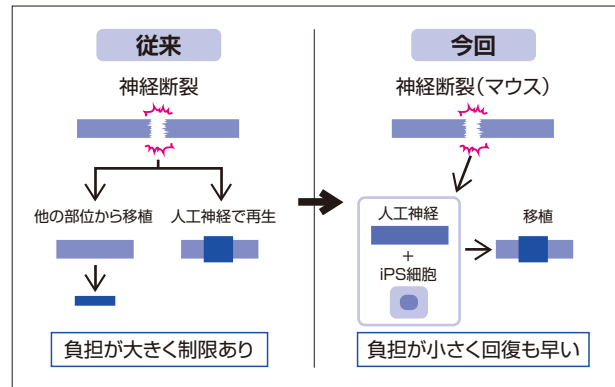 従来
神経断裂
他の部位から移植
人工神経で再生
負担が大きく制限あり
今回
神経断裂(マウス)
人工神経
+
iPS細胞
移植
負担が小さく回復も早い